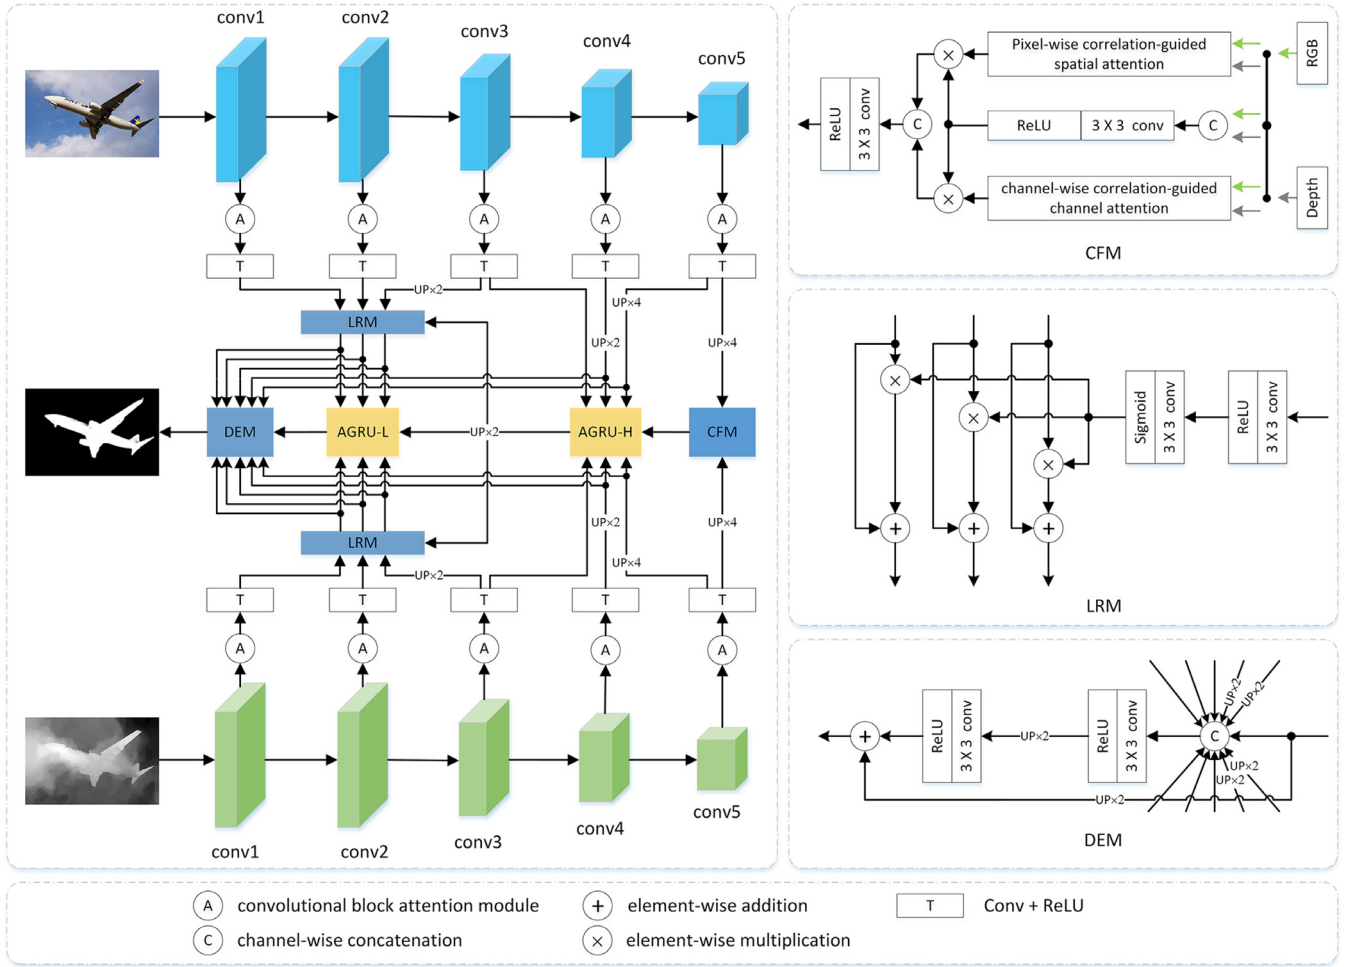 conv1
conv2
conv3
conv4
conv5
A
A
A
A
A
T
T
T
T
T
UP×2
UP×4
LRM
UP×2
UP×4
DEM
AGRU-L
UP×2
AGRU-H
CFM
LRM
UP×2
UP×4
UP×2
UP×4
T
T
T
T
T
A
A
A
A
A
conv1
conv2
conv3
conv4
conv5
Pixel-wise correlation-guided
spatial attention
RGB
×
ReLU
3 X 3 conv
C
ReLU
3 X 3 conv
C
channel-wise correlation-guided
channel attention
Depth
×
CFM
×
×
×
Sigmoid
3 X 3 conv
ReLU
3 X 3 conv
+
+
+
LRM
UP×2
UP×2
+
ReLU
3 X 3 conv
UP×2
ReLU
3 X 3 conv
C
UP×2
UP×2
UP×2
DEM
A
convolutional block attention module
+
element-wise addition
T
Conv + ReLU
C
channel-wise concatenation
×
element-wise multiplication